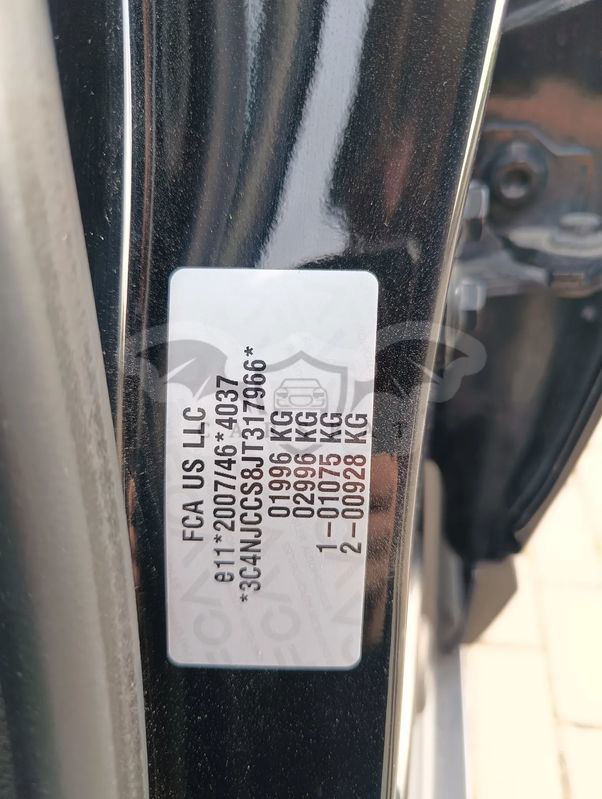 FCA US LLC
e11*2007/46*4037
*3C4NJCCS8JT317966*
01996 KG
02996 KG
1-01075 KG
2-00928 KG